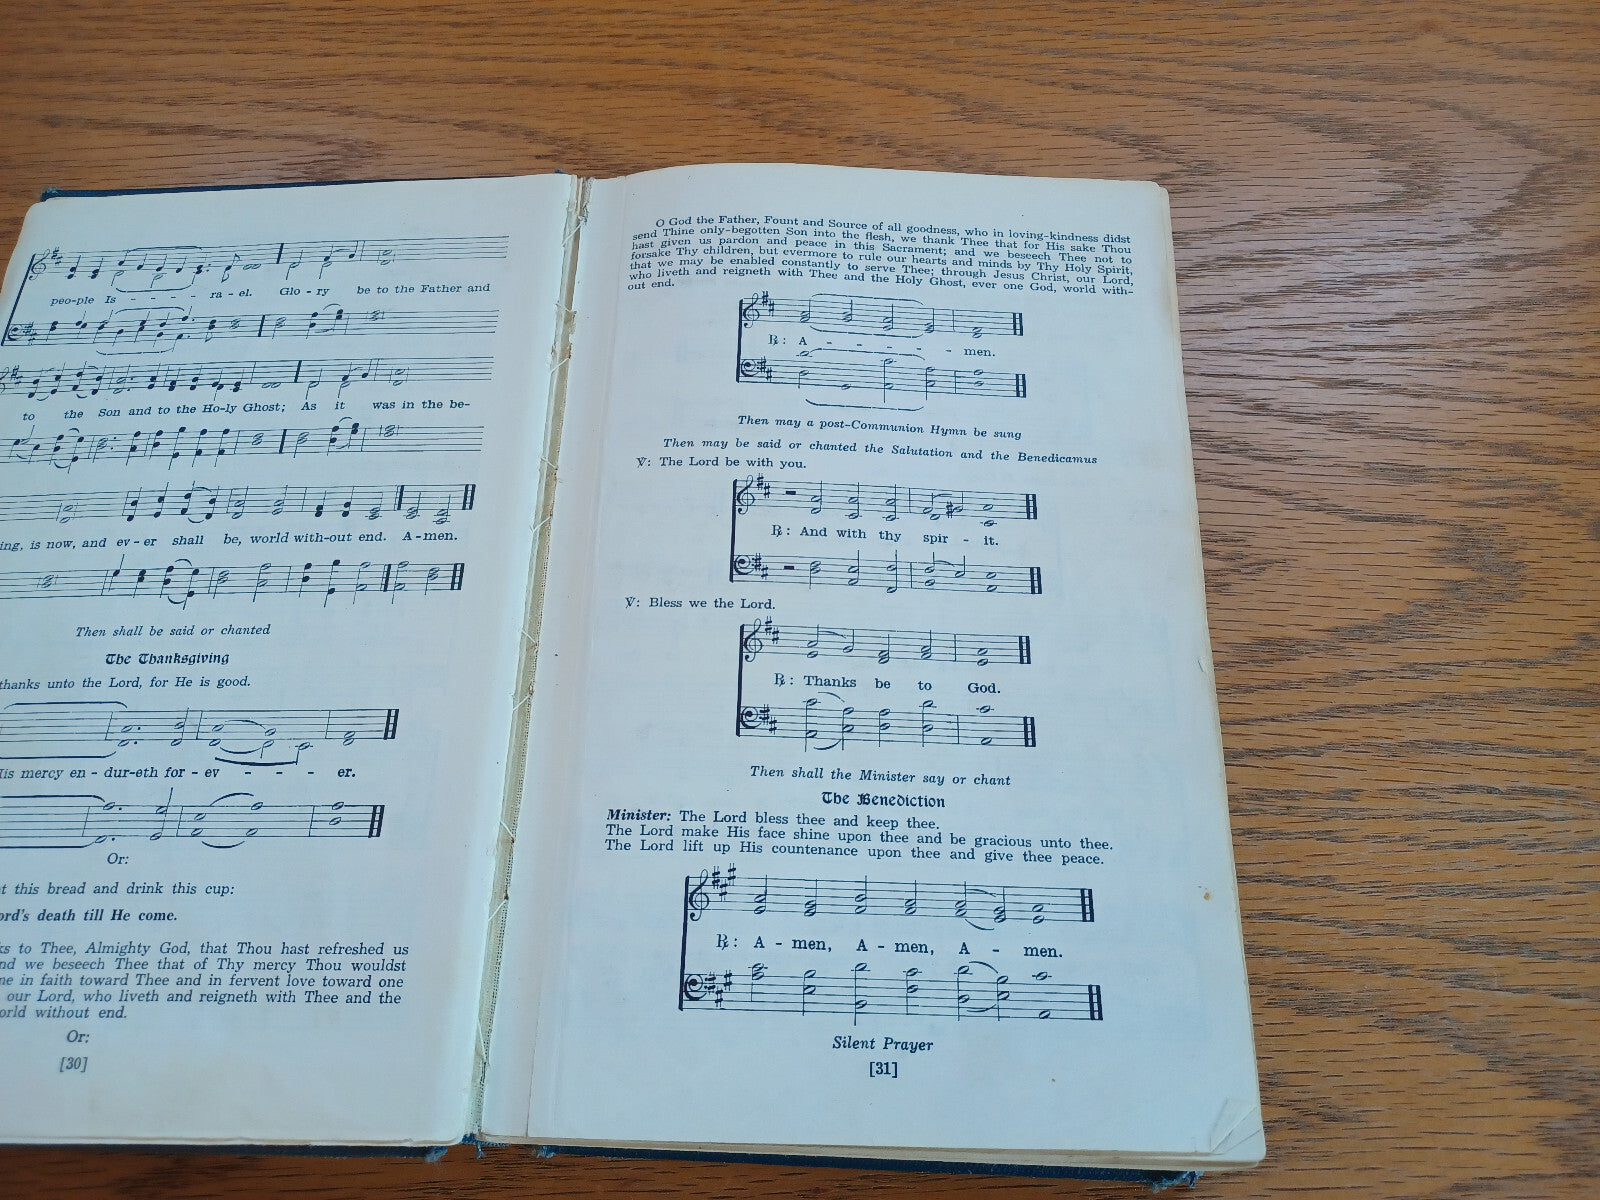 peo-ple Is - - - - ra - el. Glo - ry be to the Father and
to the Son and to the Ho-ly Ghost; As it was in the be-
ing, is now, and ev - er shall be, world with-out end. A - men.
Then shall be said or chanted
The Thanksgiving
thanks unto the Lord, for He is good.
His mercy en - dur-eth for - ev - - - er.
Or:
this bread and drink this cup:
ord's death till He come.
ks to Thee, Almighty God, that Thou hast refreshed us
nd we beseech Thee that of Thy mercy Thou wouldst
ne in faith toward Thee and in fervent love toward one
our Lord, who liveth and reigneth with Thee and the
orld without end.
Or:
[30]
O God the Father, Fount and Source of all goodness, who in loving-kindness didst
send Thine only-begotten Son into the flesh, we thank Thee that for His sake Thou
hast given us pardon and peace in this Sacrament; and we beseech Thee not to
forsake Thy children, but evermore to rule our hearts and minds by Thy Holy Spirit,
that we may be enabled constantly to serve Thee; through Jesus Christ, our Lord,
who liveth and reigneth with Thee and the Holy Ghost, ever one God, world with-
out end.
℟: A - - - - - men.
Then may a post-Communion Hymn be sung
Then may be said or chanted the Salutation and the Benedicamus
℣: The Lord be with you.
℟: And with thy spir - it.
℣: Bless we the Lord.
℟: Thanks be to God.
Then shall the Minister say or chant
The Benediction
Minister: The Lord bless thee and keep thee.
The Lord make His face shine upon thee and be gracious unto thee.
The Lord lift up His countenance upon thee and give thee peace.
℟: A - men, A - men, A - men.
Silent Prayer
[31]